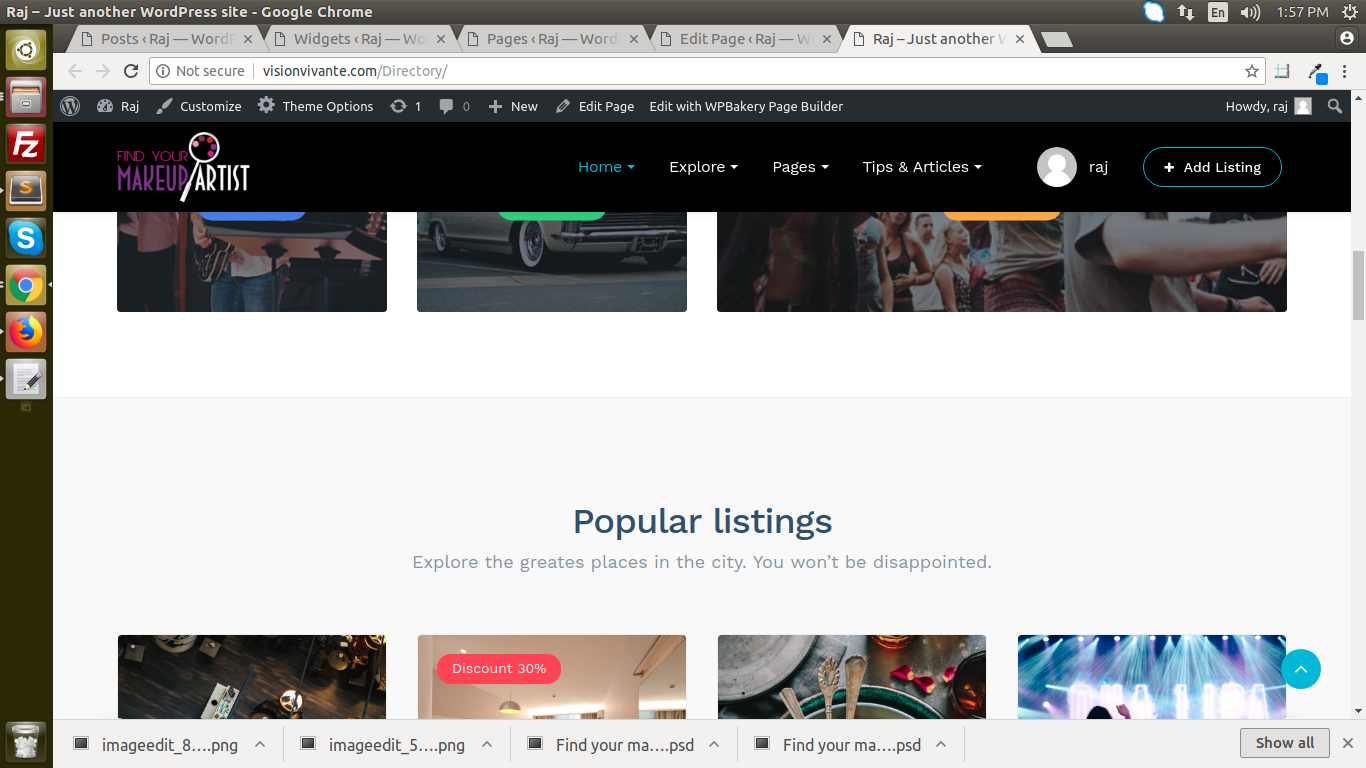 Raj – Just another WordPress site - Google Chrome
En
1:57 PM
Posts ‹ Raj — WordP
Widgets ‹ Raj — Wor
Pages ‹ Raj — WordP
Edit Page ‹ Raj — Wo
Raj – Just another W
Not secure
visionvivante.com/Directory/
Raj
Customize
Theme Options
1
0
New
Edit Page
Edit with WPBakery Page Builder
Howdy, raj
FIND YOUR
MAKEUP ARTIST
Home
Explore
Pages
Tips & Articles
raj
Add Listing
Popular listings
Explore the greates places in the city. You won’t be disappointed.
Discount 30%
imageedit_8....png
imageedit_5....png
Find your ma....psd
Find your ma....psd
Show all